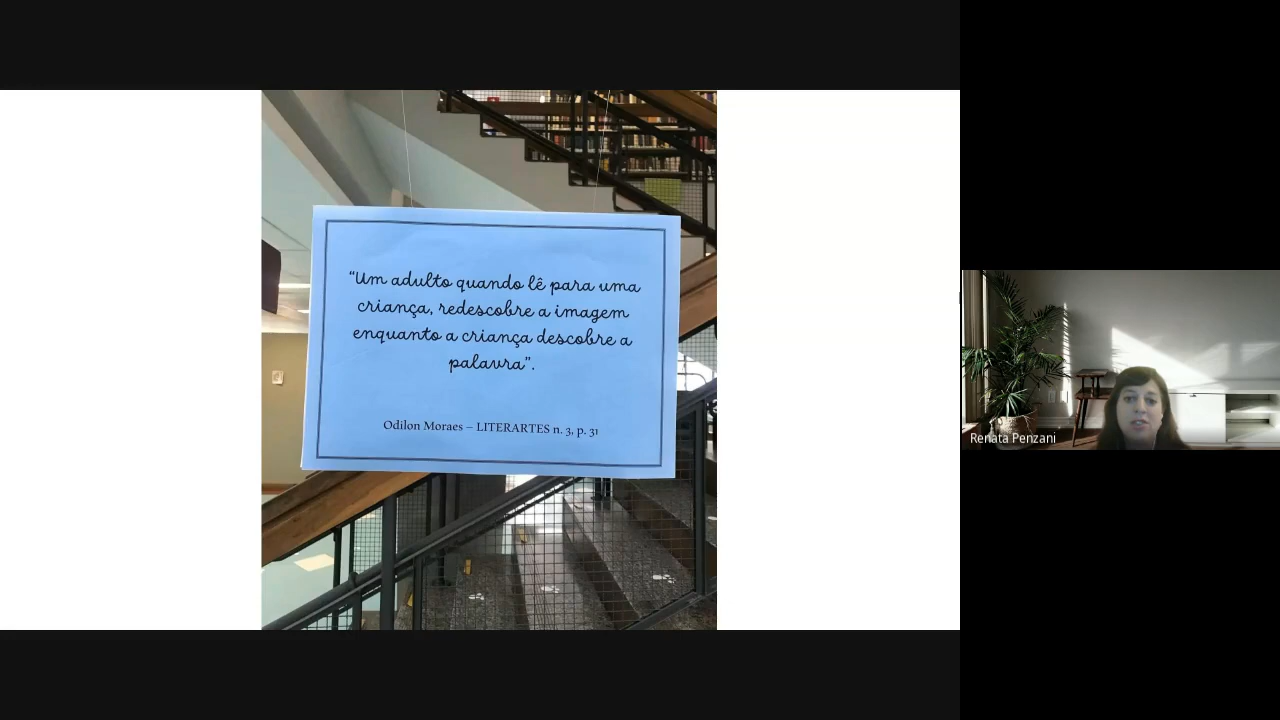 “Um adulto quando lê para uma
criança, redescobre a imagem
enquanto a criança descobre a
palavra”.
Odilon Moraes – LITERARTES n. 3, p. 31
Renata Penzani